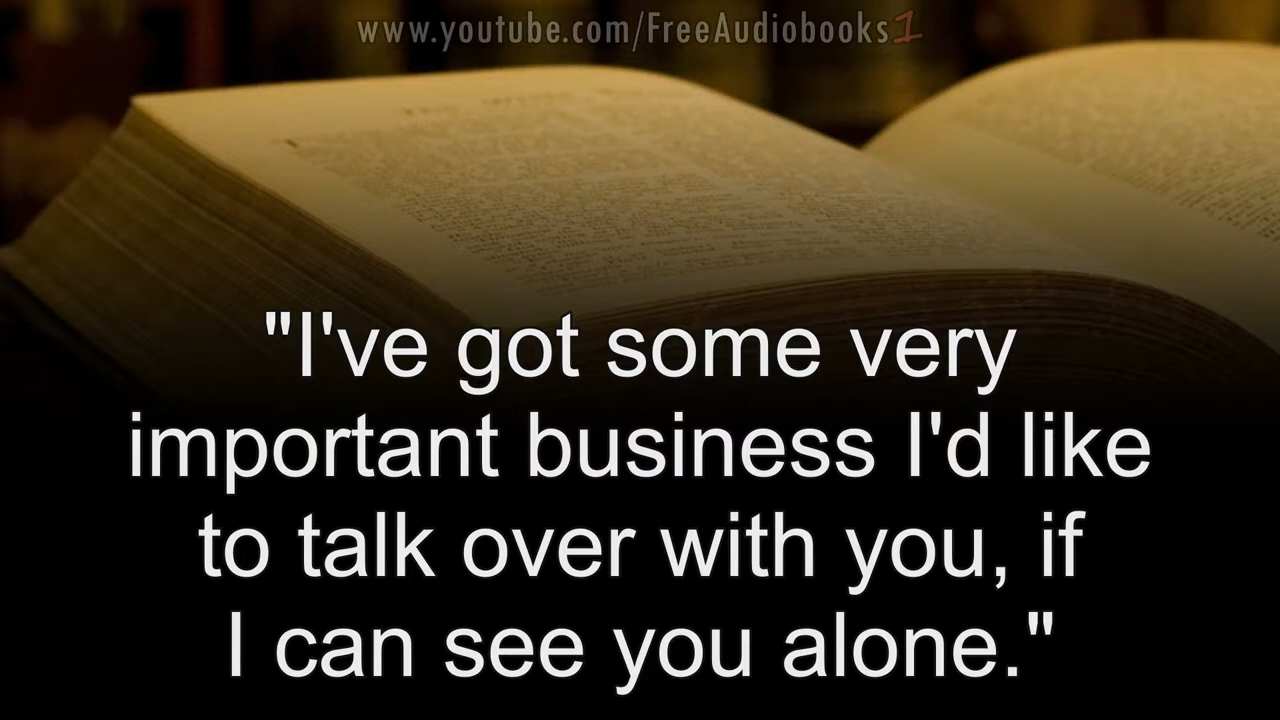 www.youtube.com/FreeAudiobooks1
"I've got some very
important business I'd like
to talk over with you, if
I can see you alone."